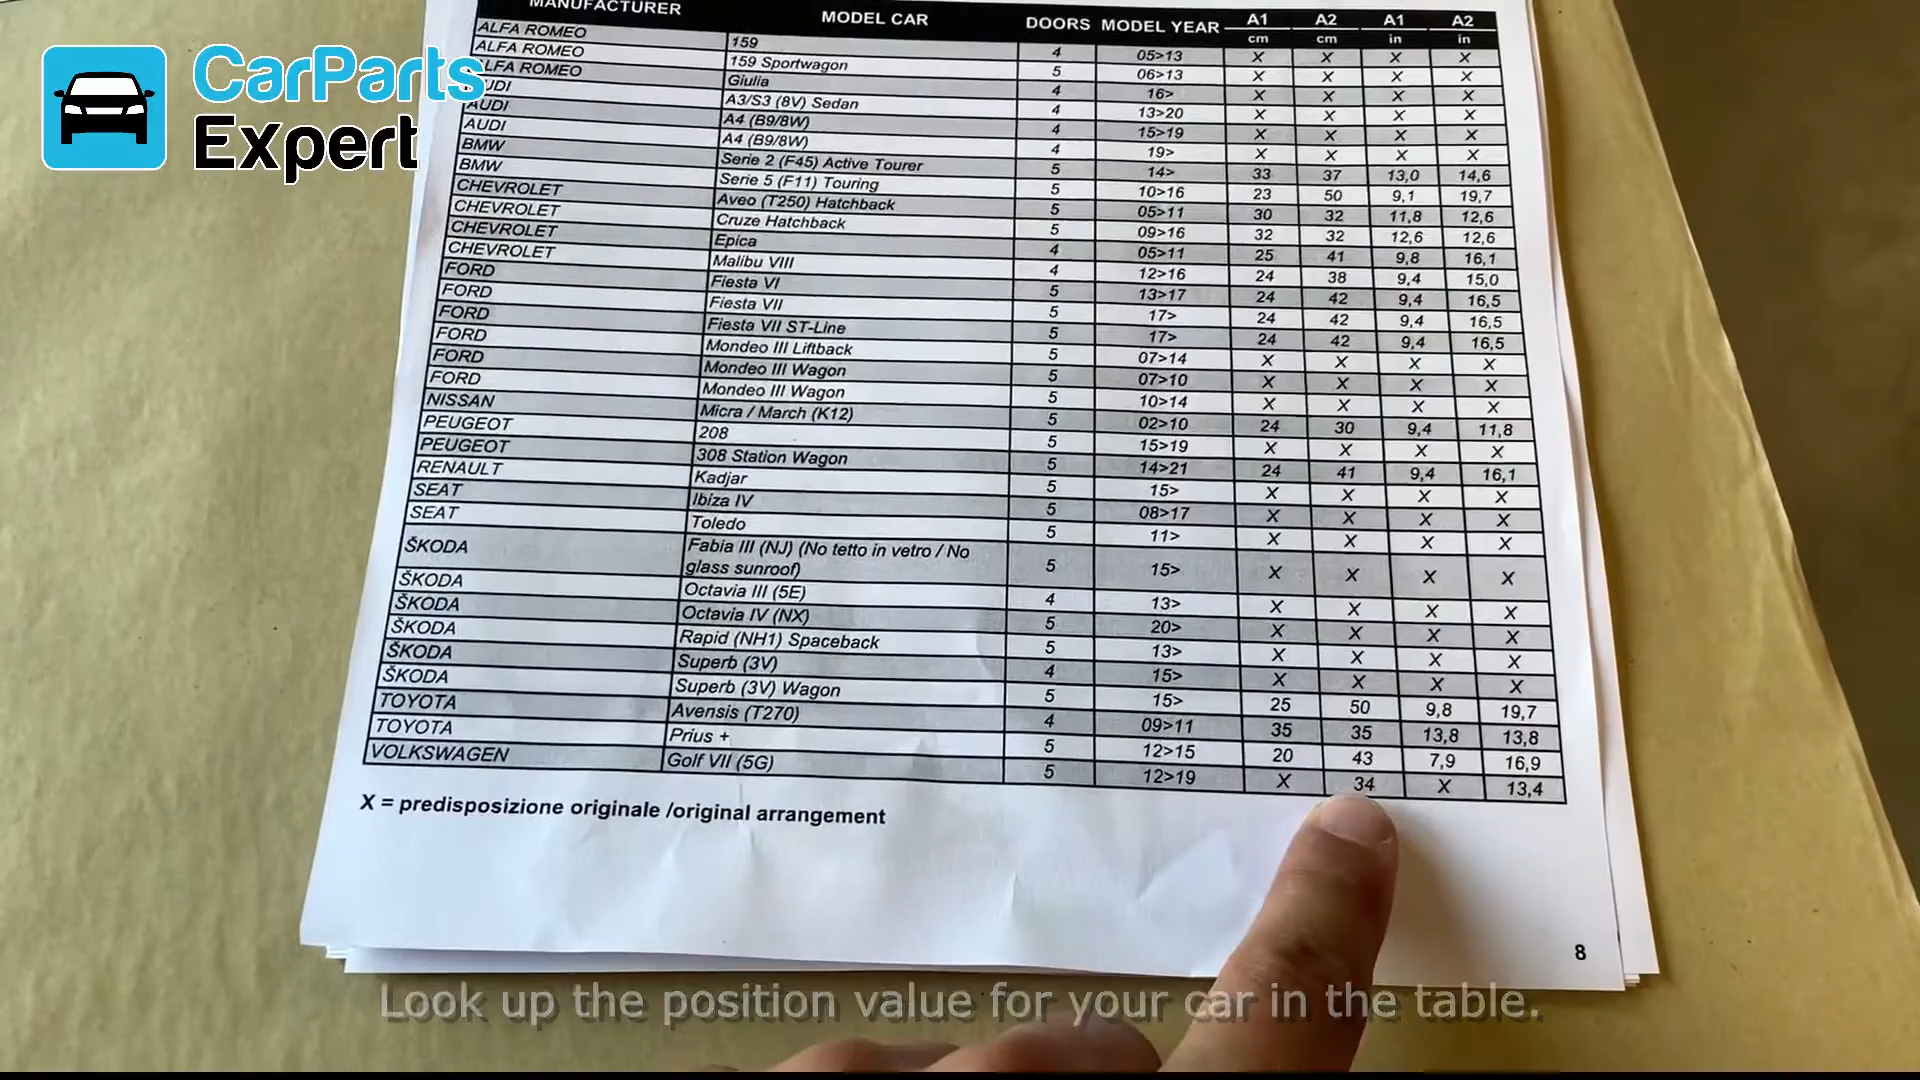 CarParts
Expert
MANUFACTURER MODEL CAR DOORS MODEL YEAR A1 A2 A1 A2
cm cm in in
ALFA ROMEO 159 4 05>13 X X X X
ALFA ROMEO 159 Sportwagon 5 06>13 X X X X
ALFA ROMEO Giulia 4 16> X X X X
AUDI A3/S3 (8V) Sedan 4 13>20 X X X X
AUDI A4 (B9/8W) 4 15>19 X X X X
AUDI A4 (B9/8W) 4 19> X X X X
BMW Serie 2 (F45) Active Tourer 5 14> 33 37 13,0 14,6
BMW Serie 5 (F11) Touring 5 10>16 23 50 9,1 19,7
CHEVROLET Aveo (T250) Hatchback 5 05>11 30 32 11,8 12,6
CHEVROLET Cruze Hatchback 5 09>16 32 32 12,6 12,6
CHEVROLET Epica 4 05>11 25 41 9,8 16,1
CHEVROLET Malibu VIII 4 12>16 24 38 9,4 15,0
FORD Fiesta VI 5 13>17 24 42 9,4 16,5
FORD Fiesta VII 5 17> 24 42 9,4 16,5
FORD Fiesta VII ST-Line 5 17> 24 42 9,4 16,5
FORD Mondeo III Liftback 5 07>14 X X X X
FORD Mondeo III Wagon 5 07>10 X X X X
FORD Mondeo III Wagon 5 10>14 X X X X
NISSAN Micra / March (K12) 5 02>10 24 30 9,4 11,8
PEUGEOT 208 5 15>19 X X X X
PEUGEOT 308 Station Wagon 5 14>21 24 41 9,4 16,1
RENAULT Kadjar 5 15> X X X X
SEAT Ibiza IV 5 08>17 X X X X
SEAT Toledo 5 11> X X X X
ŠKODA Fabia III (NJ) (No tetto in vetro / No
glass sunroof) 5 15> X X X X
ŠKODA Octavia III (5E) 4 13> X X X X
ŠKODA Octavia IV (NX) 5 20> X X X X
ŠKODA Rapid (NH1) Spaceback 5 13> X X X X
ŠKODA Superb (3V) 4 15> X X X X
ŠKODA Superb (3V) Wagon 5 15> 25 50 9,8 19,7
TOYOTA Avensis (T270) 4 09>11 35 35 13,8 13,8
TOYOTA Prius + 5 12>15 20 43 7,9 16,9
VOLKSWAGEN Golf VII (5G) 5 12>19 X 34 X 13,4
X = predisposizione originale /original arrangement
8
Look up the position value for your car in the table.